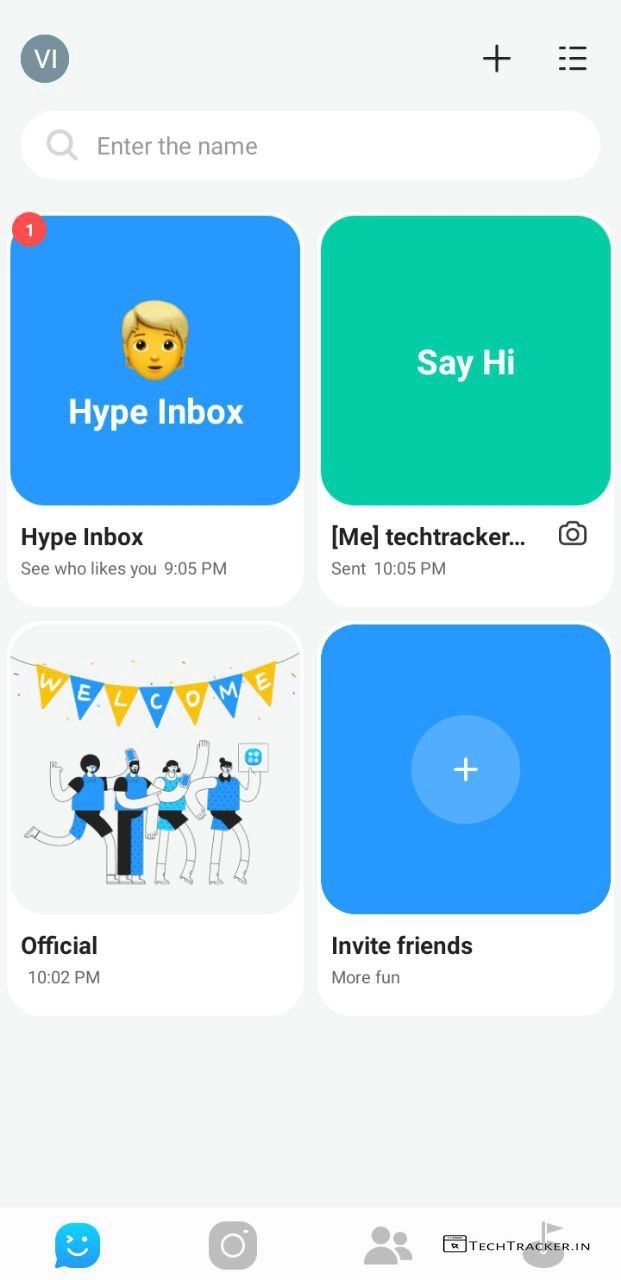 VI
Enter the name
1
Hype Inbox
Say Hi
Hype Inbox
See who likes you 9:05 PM
[Me] techtracker...
Sent 10:05 PM
WELCOME
Official
10:02 PM
Invite friends
More fun
TECHTRACKER.IN